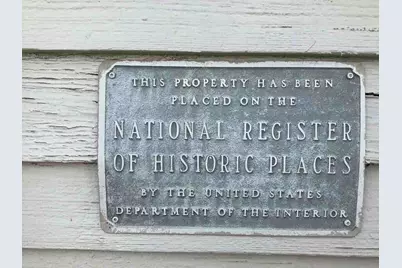 THIS PROPERTY HAS BEEN
PLACED ON THE
NATIONAL REGISTER
OF HISTORIC PLACES
BY THE UNITED STATES
DEPARTMENT OF THE INTERIOR